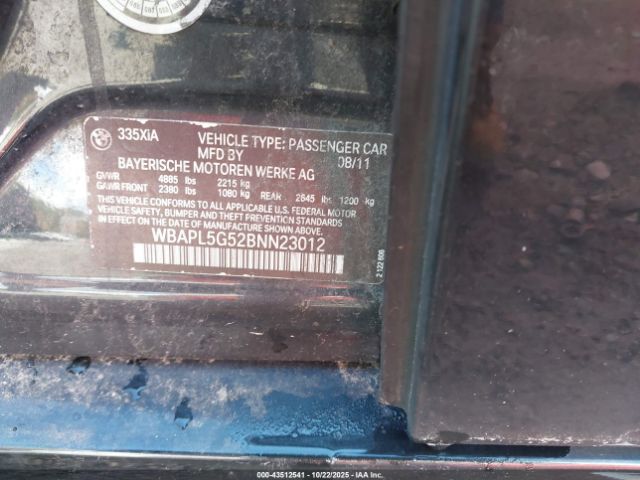 335XiA VEHICLE TYPE: PASSENGER CAR
MFD BY 08/11
BAYERISCHE MOTOREN WERKE AG
GVWR 4885 lbs 2215 kg
GAWR FRONT 2380 lbs 1080 kg REAR 2645 lbs 1200 kg
THIS VEHICLE CONFORMS TO ALL APPLICABLE U.S. FEDERAL MOTOR
VEHICLE SAFETY, BUMPER, AND THEFT PREVENTION STANDARDS
IN EFFECT ON THE DATE OF MANUFACTURE SHOWN ABOVE.
WBAPL5G52BNN23012
2 122 606
000-43512541 - 10/22/2025 - IAA Inc.